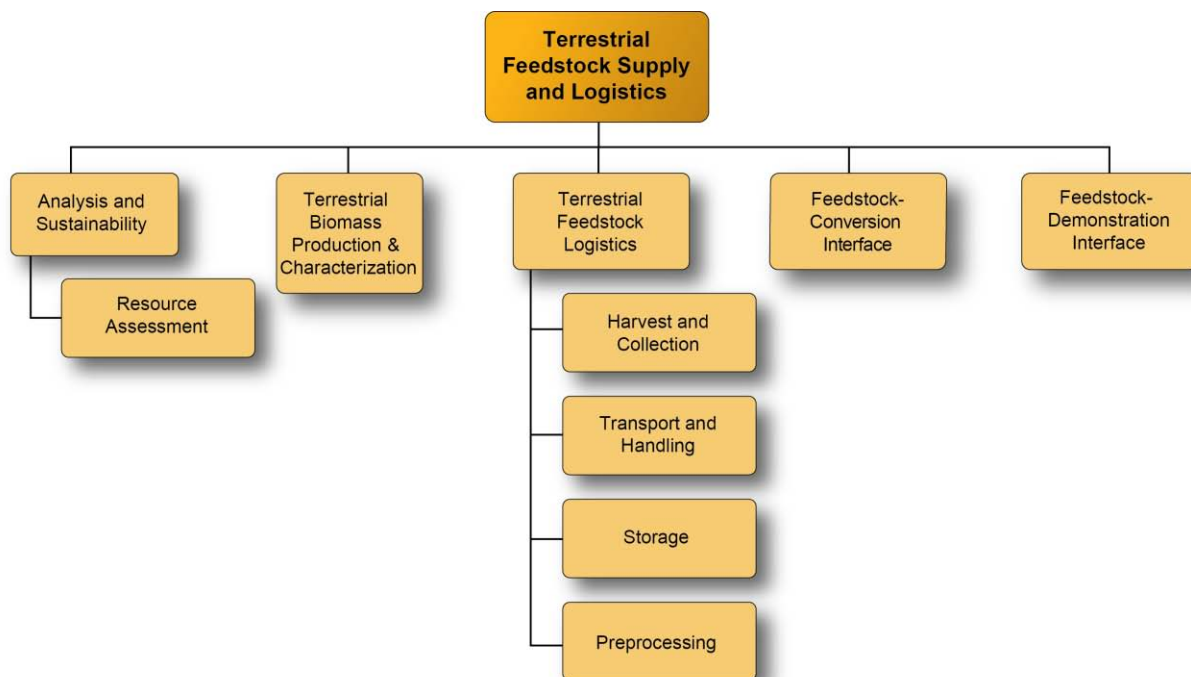 Terrestrial
Feedstock Supply
and Logistics
Analysis and
Sustainability
Resource
Assessment
Terrestrial
Biomass
Production &
Characterization
Terrestrial
Feedstock
Logistics
Harvest and
Collection
Transport and
Handling
Storage
Preprocessing
Feedstock-
Conversion
Interface
Feedstock-
Demonstration
Interface